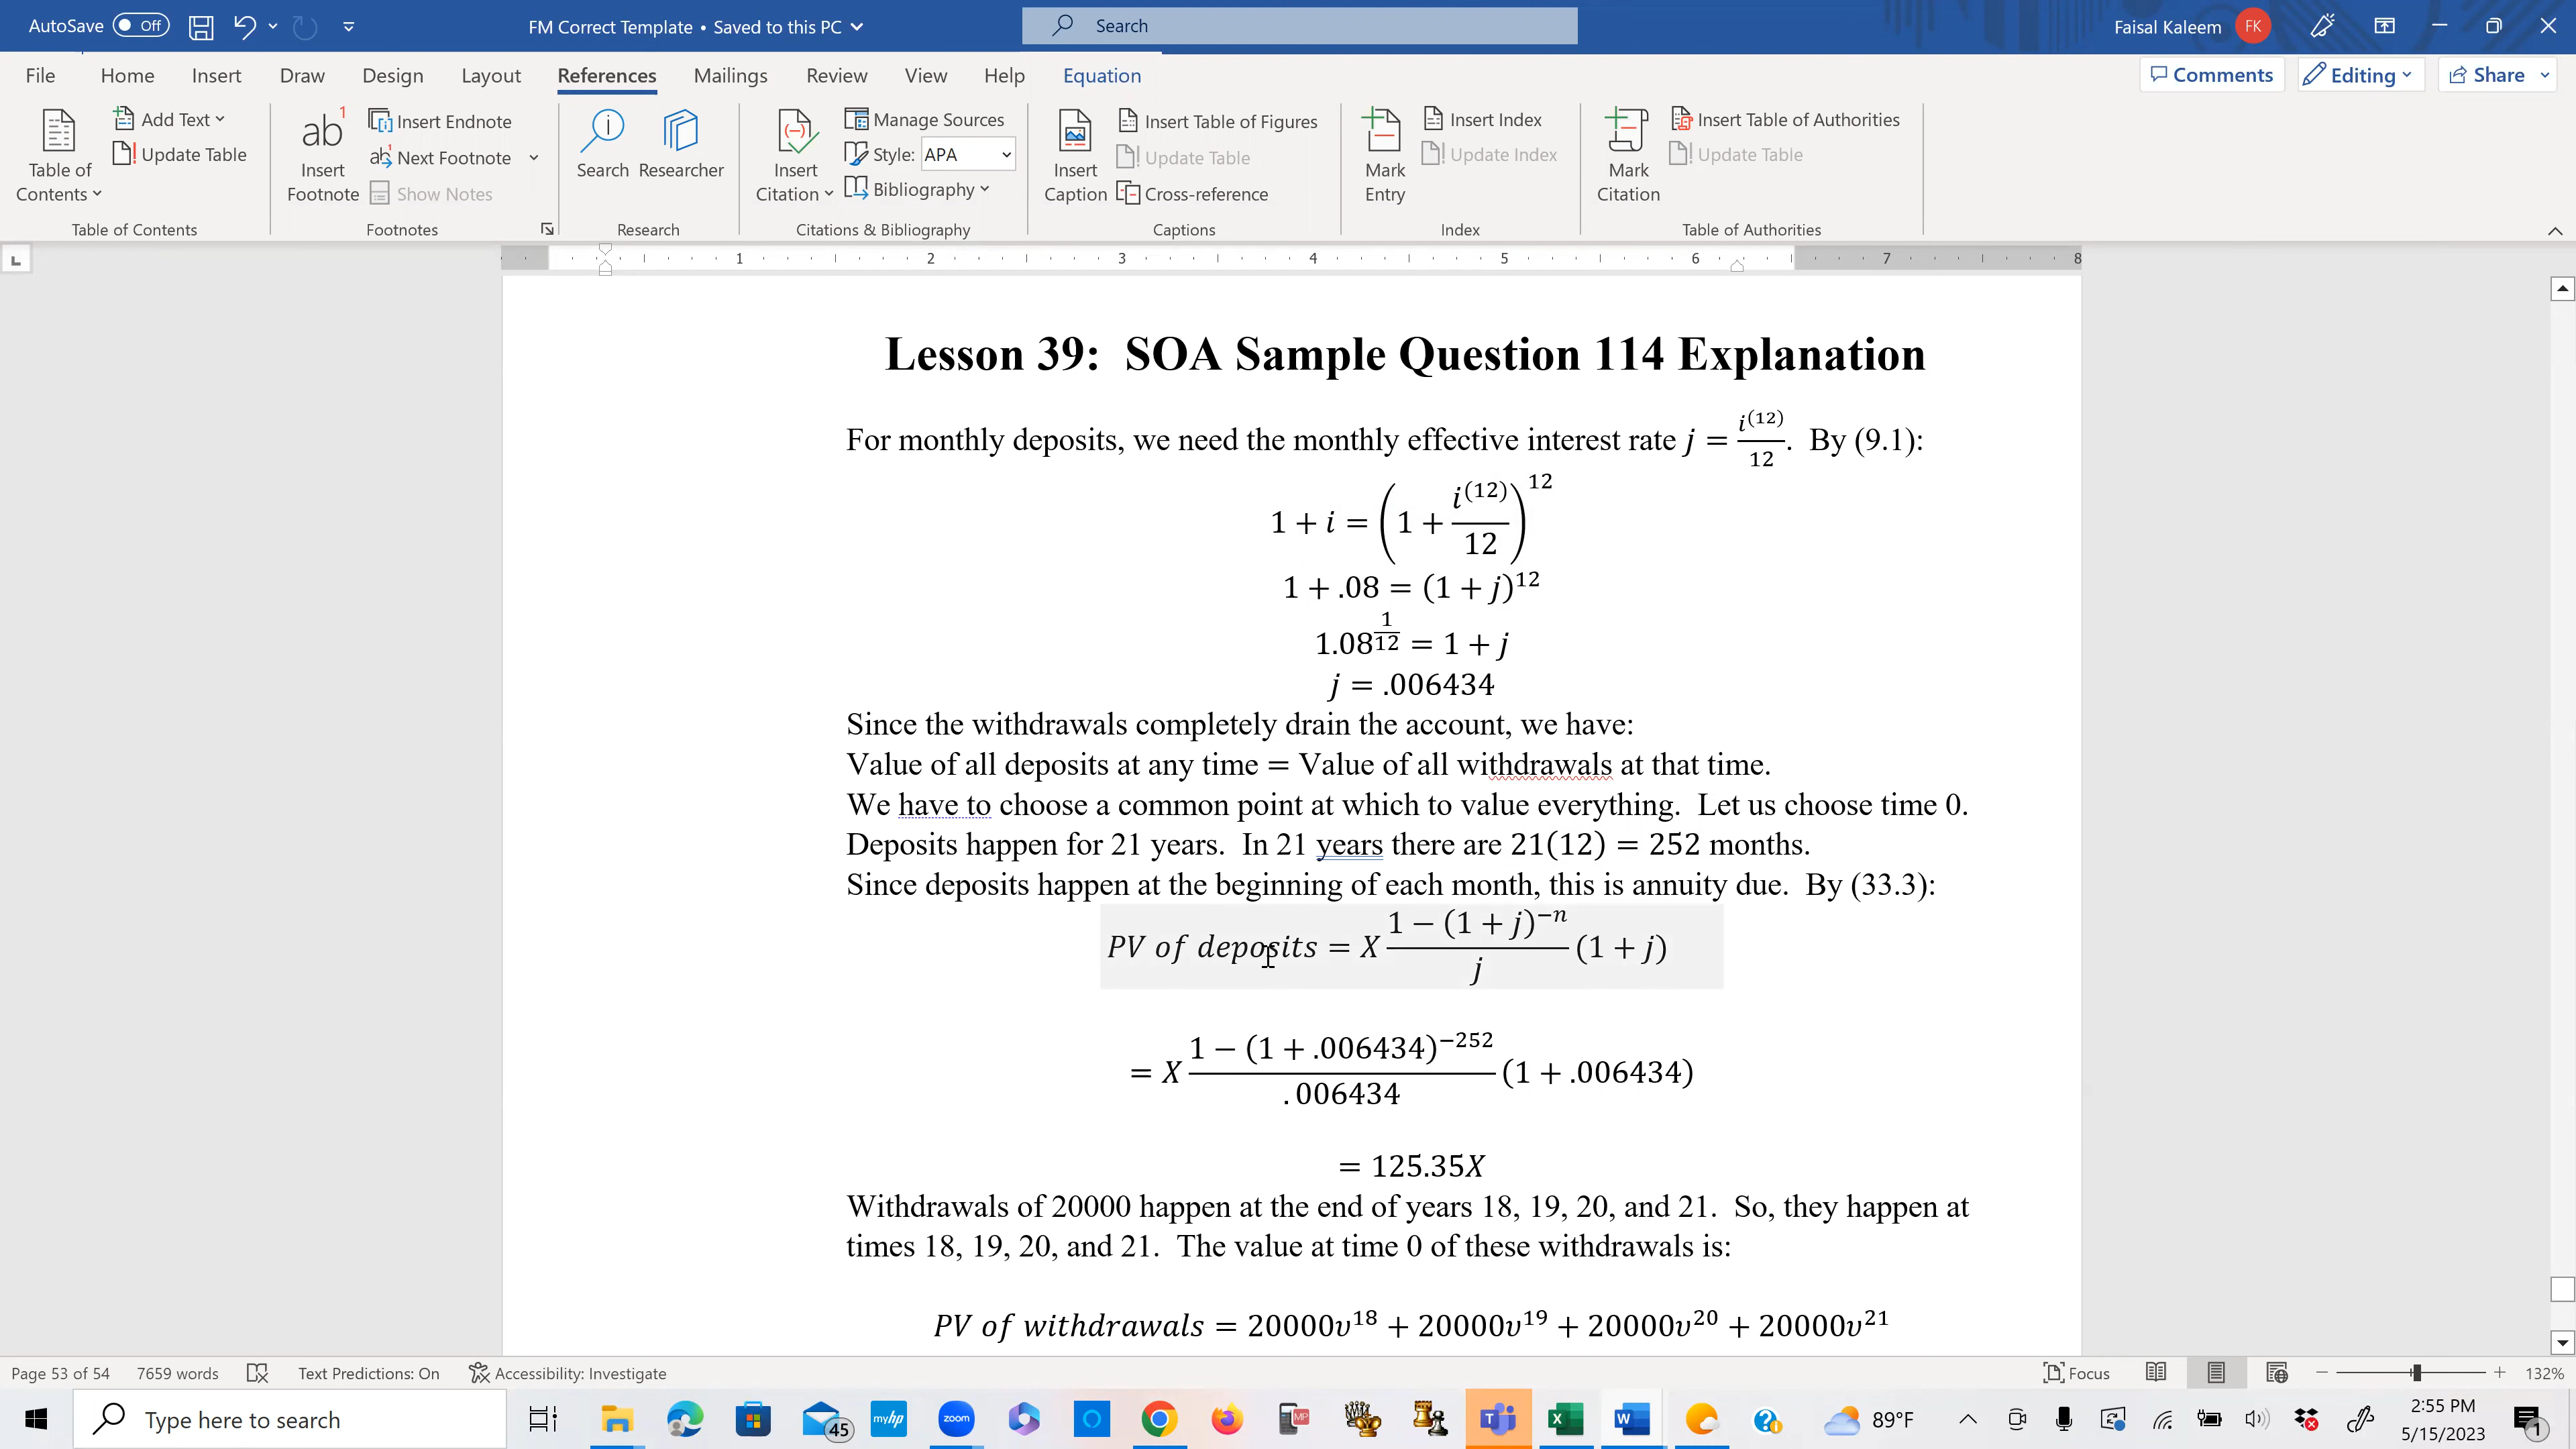 AutoSave Off FM Correct Template • Saved to this PC Search Faisal Kaleem FK
File Home Insert Draw Design Layout References Mailings Review View Help Equation Comments Editing Share
Table of Contents Add Text Update Table
Table of Contents
ab1 Insert Footnote Insert Endnote Next Footnote Show Notes
Footnotes
Search Researcher
Research
Insert Citation Manage Sources Style: APA Bibliography
Citations & Bibliography
Insert Caption Insert Table of Figures Update Table Cross-reference
Captions
Mark Entry Insert Index Update Index
Index
Mark Citation Insert Table of Authorities Update Table
Table of Authorities
L 1 2 3 4 5 6 7 8
Lesson 39: SOA Sample Question 114 Explanation
For monthly deposits, we need the monthly effective interest rate j = i^(12)/12. By (9.1):
1 + i = (1 + i^(12)/12)^12
1 + .08 = (1 + j)^12
1.08^(1/12) = 1 + j
j = .006434
Since the withdrawals completely drain the account, we have:
Value of all deposits at any time = Value of all withdrawals at that time.
We have to choose a common point at which to value everything. Let us choose time 0.
Deposits happen for 21 years. In 21 years there are 21(12) = 252 months.
Since deposits happen at the beginning of each month, this is annuity due. By (33.3):
PV of deposits = X (1 − (1 + j)^−n)/j (1 + j)
= X (1 − (1 + .006434)^−252)/.006434 (1 + .006434)
= 125.35X
Withdrawals of 20000 happen at the end of years 18, 19, 20, and 21. So, they happen at
times 18, 19, 20, and 21. The value at time 0 of these withdrawals is:
PV of withdrawals = 20000v^18 + 20000v^19 + 20000v^20 + 20000v^21
Page 53 of 54 7659 words Text Predictions: On Accessibility: Investigate Focus 132%
Type here to search 45 myhp zoom MP T X W 89°F 2:55 PM
5/15/2023 1